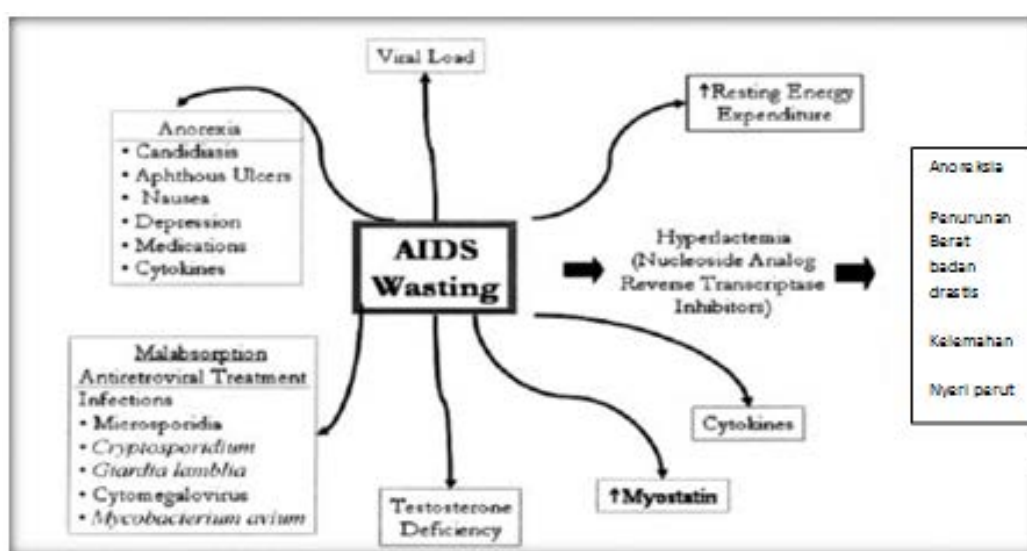 Viral Load
↑Resting Energy
Expenditure
Anorexia
• Candidiasis
• Aphthous Ulcers
• Nausea
• Depression
• Medications
• Cytokines
AIDS
Wasting
Hyperlactemia
(Nucleoside Analog
Reverse Transcriptase
Inhibitors)
Anoreksia
Penurunan
Berat
badan
drastis
Kelemahan
Nyeri perut
Malabsorption
Antiretroviral Treatment
Infections
• Microsporidia
• Cryptosporidium
• Giardia lamblia
• Cytomegalovirus
• Mycobacterium avium
Testosterone
Deficiency
↑Myostatin
Cytokines